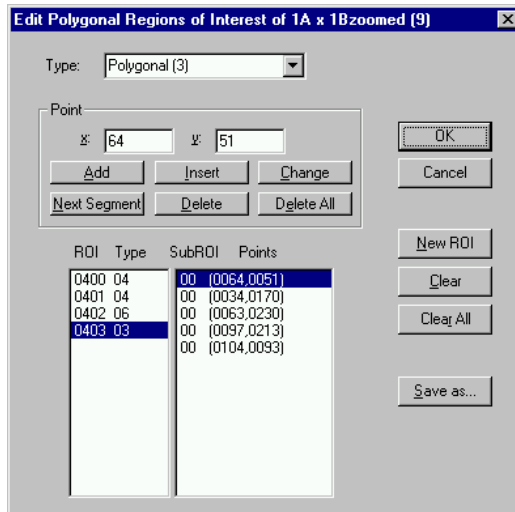 Edit Polygonal Regions of Interest of 1A x 1Bzoomed (9)
Type: Polygonal (3)
Point
x: 64 y: 51
Add Insert Change
Next Segment Delete Delete All
OK
Cancel
New ROI
Clear
Clear All
Save as...
ROI Type SubROI Points
0400 04 00 (0064,0051)
0401 04 00 (0034,0170)
0402 06 00 (0063,0230)
0403 03 00 (0097,0213)
00 (0104,0093)